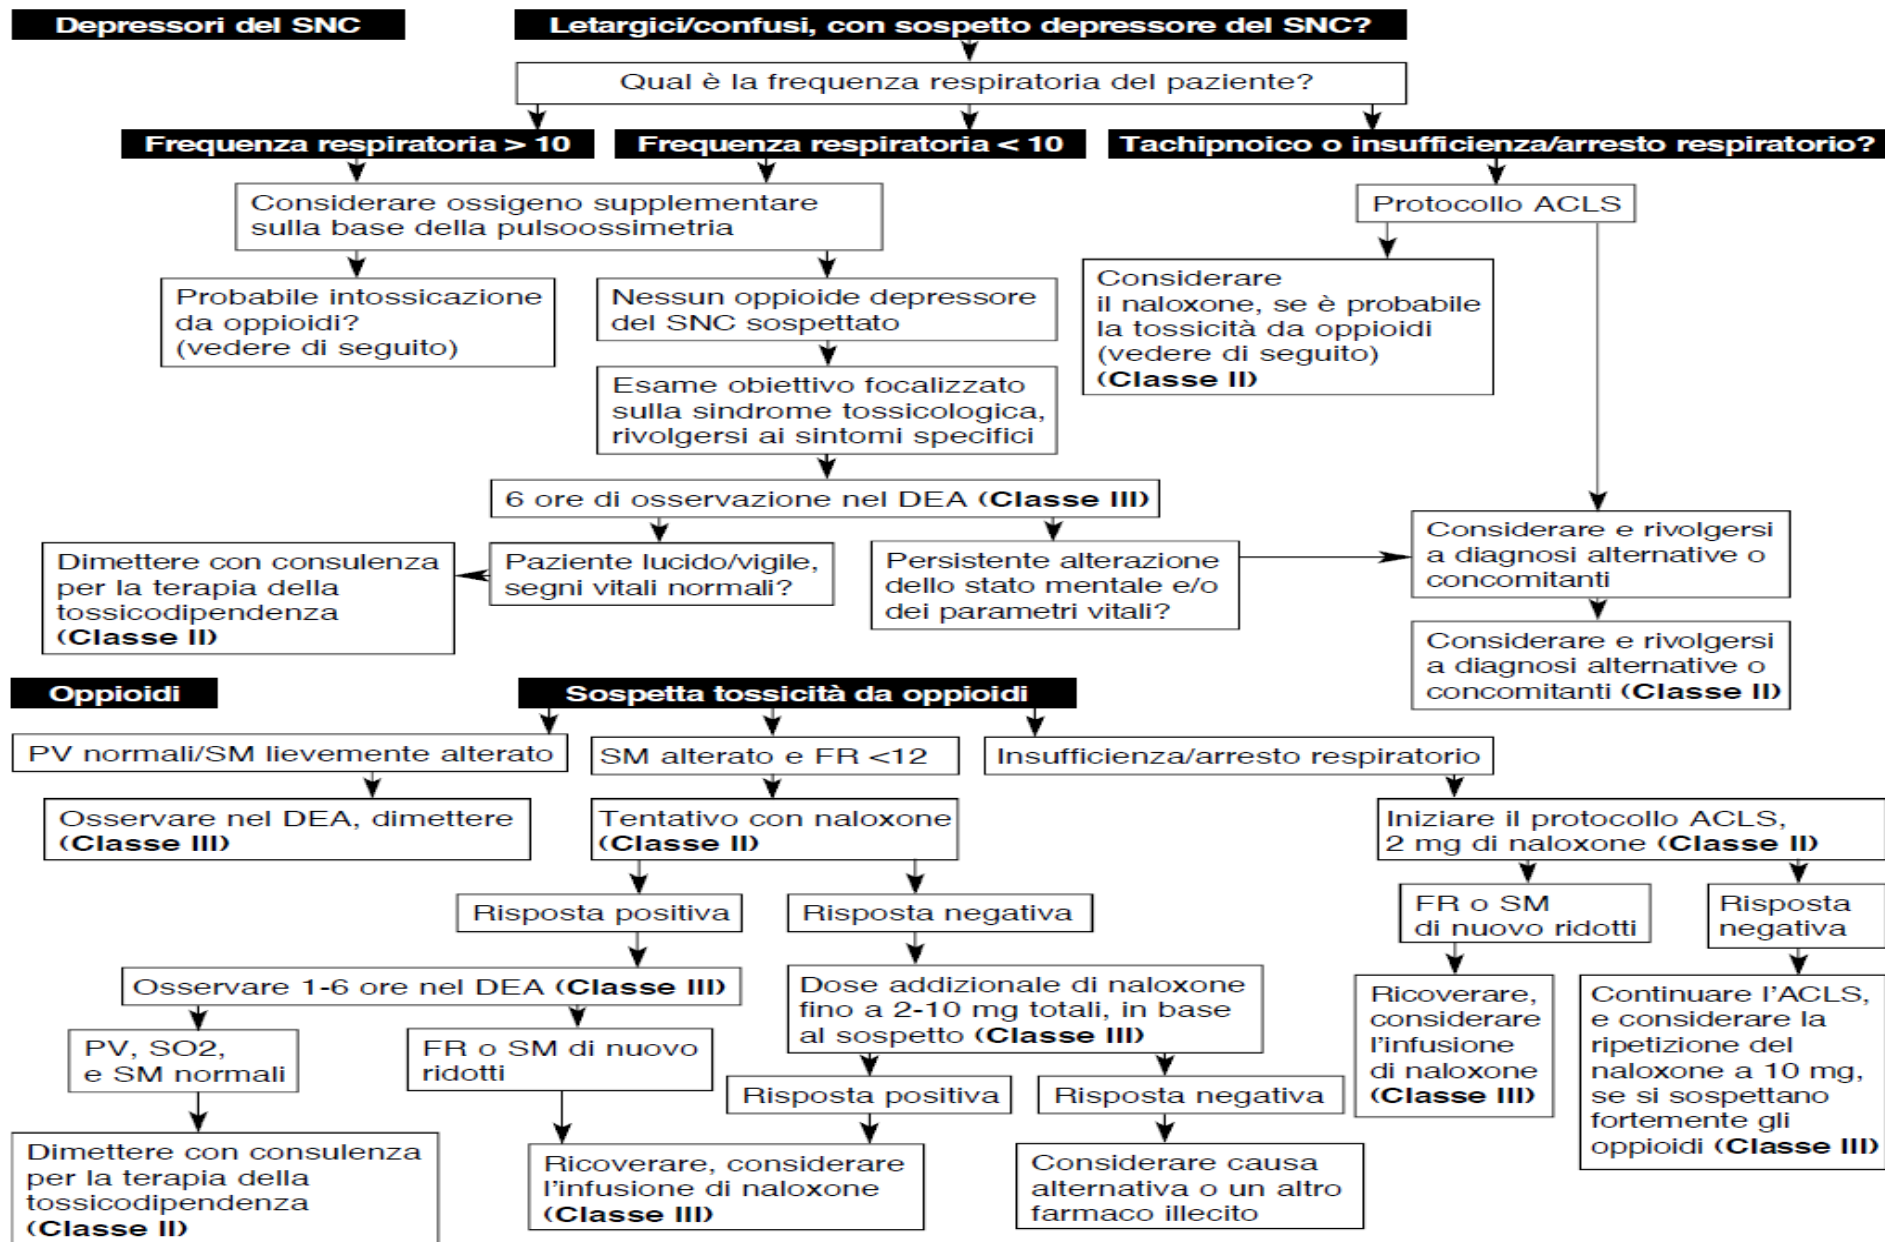 Depressori del SNC
Letargici/confusi, con sospetto depressore del SNC?
Qual è la frequenza respiratoria del paziente?
Frequenza respiratoria > 10
Frequenza respiratoria < 10
Tachipnoico o insufficienza/arresto respiratorio?
Considerare ossigeno supplementare
sulla base della pulsoossimetria
Protocollo ACLS
Probabile intossicazione
da oppioidi?
(vedere di seguito)
Nessun oppioide depressore
del SNC sospettato
Considerare
il naloxone, se è probabile
la tossicità da oppioidi
(vedere di seguito)
(Classe II)
Esame obiettivo focalizzato
sulla sindrome tossicologica,
rivolgersi ai sintomi specifici
6 ore di osservazione nel DEA (Classe III)
Dimettere con consulenza
per la terapia della
tossicodipendenza
(Classe II)
Paziente lucido/vigile,
segni vitali normali?
Persistente alterazione
dello stato mentale e/o
dei parametri vitali?
Considerare e rivolgersi
a diagnosi alternative o
concomitanti
Considerare e rivolgersi
a diagnosi alternative o
concomitanti (Classe II)
Oppioidi
Sospetta tossicità da oppioidi
PV normali/SM lievemente alterato
SM alterato e FR <12
Insufficienza/arresto respiratorio
Osservare nel DEA, dimettere
(Classe III)
Tentativo con naloxone
(Classe II)
Iniziare il protocollo ACLS,
2 mg di naloxone (Classe II)
Risposta positiva
Risposta negativa
FR o SM
di nuovo ridotti
Risposta
negativa
Osservare 1-6 ore nel DEA (Classe III)
Dose addizionale di naloxone
fino a 2-10 mg totali, in base
al sospetto (Classe III)
Ricoverare,
considerare
l'infusione
di naloxone
(Classe III)
Continuare l'ACLS,
e considerare la
ripetizione del
naloxone a 10 mg,
se si sospettano
fortemente gli
oppioidi (Classe III)
PV, SO2,
e SM normali
FR o SM di nuovo
ridotti
Risposta positiva
Risposta negativa
Dimettere con consulenza
per la terapia della
tossicodipendenza
(Classe II)
Ricoverare, considerare
l'infusione di naloxone
(Classe III)
Considerare causa
alternativa o un altro
farmaco illecito